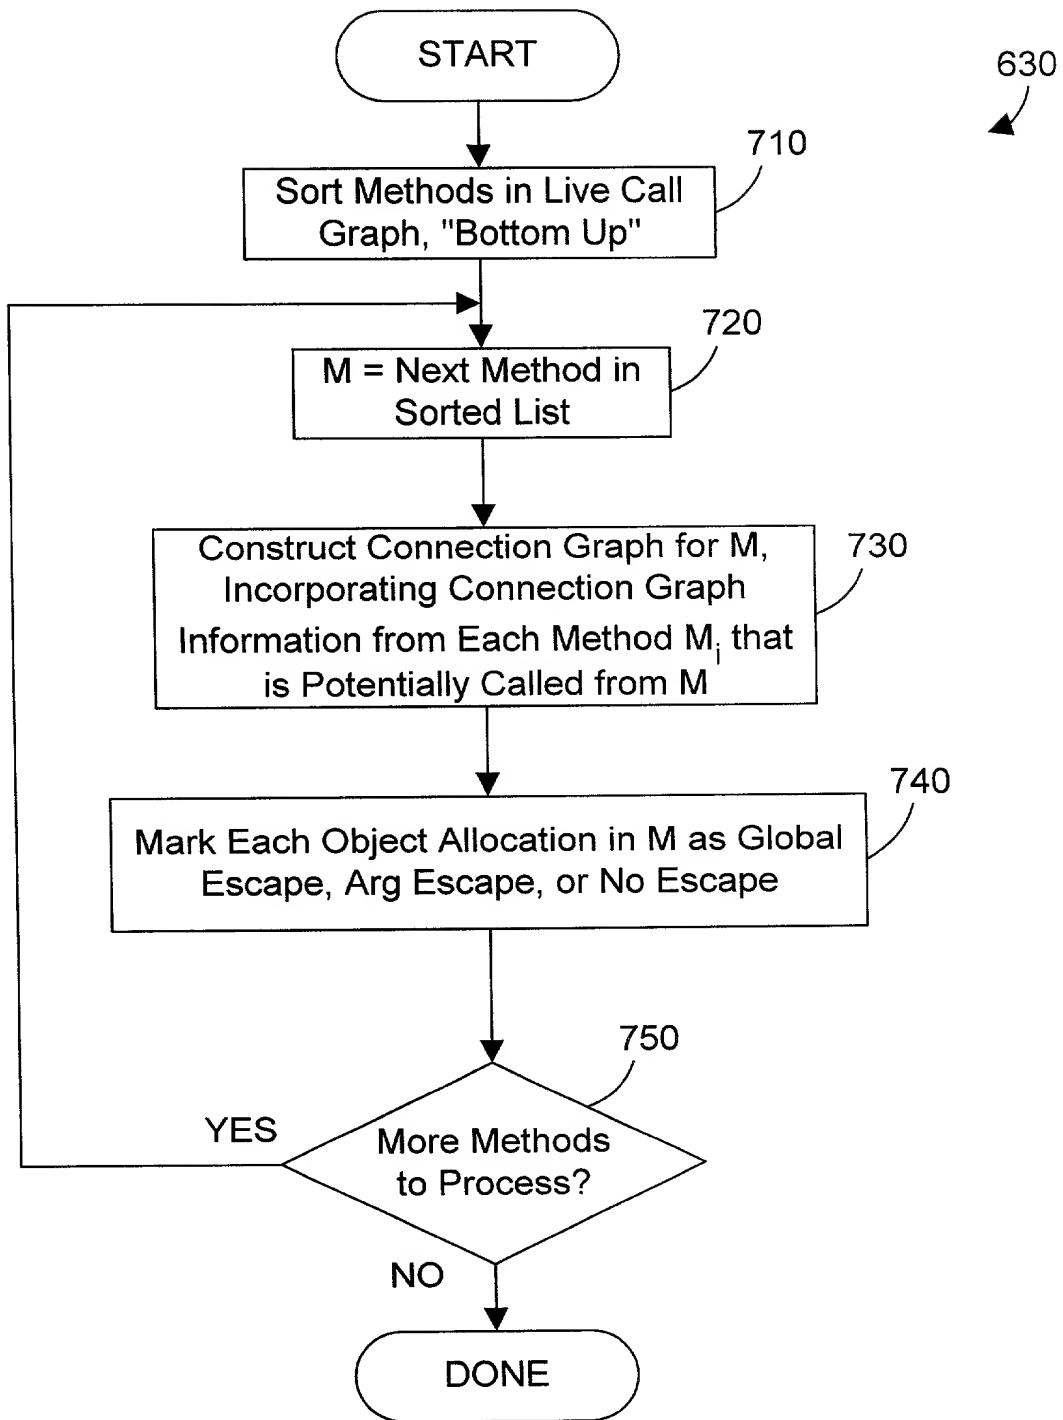 START
630
710
Sort Methods in Live Call
Graph, "Bottom Up"
720
M = Next Method in
Sorted List
730
Construct Connection Graph for M,
Incorporating Connection Graph
Information from Each Method Mj that
is Potentially Called from M
740
Mark Each Object Allocation in M as Global
Escape, Arg Escape, or No Escape
750
YES
More Methods
to Process?
NO
DONE